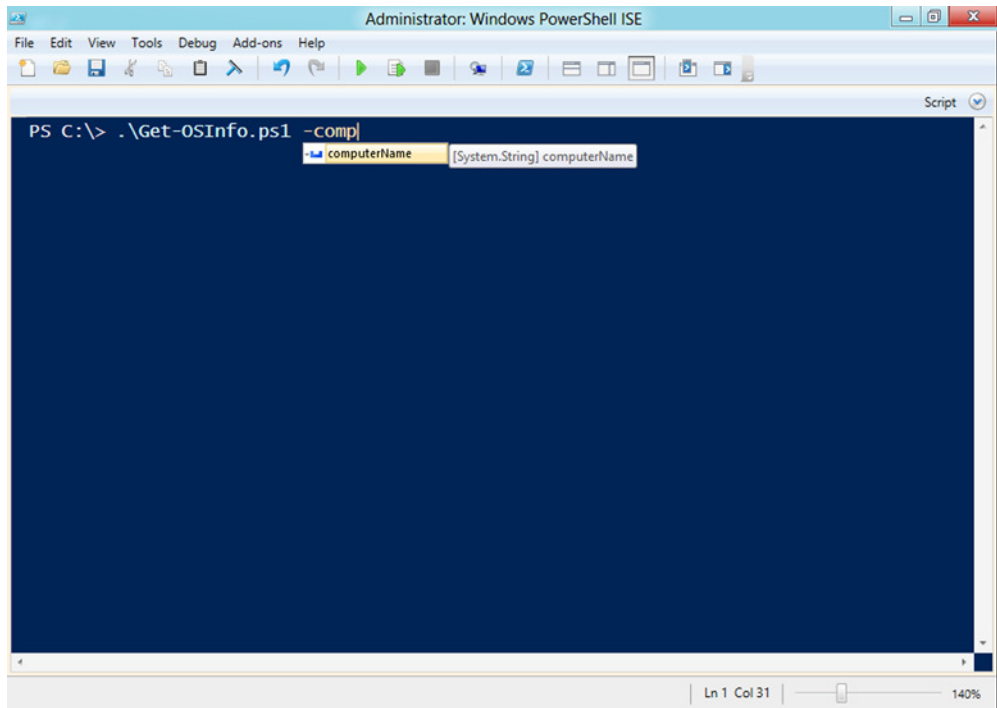 Administrator: Windows PowerShell ISE
File Edit View Tools Debug Add-ons Help
Script
PS C:\> .\Get-OSInfo.ps1 -comp
computerName
[System.String] computerName
Ln 1 Col 31
140%